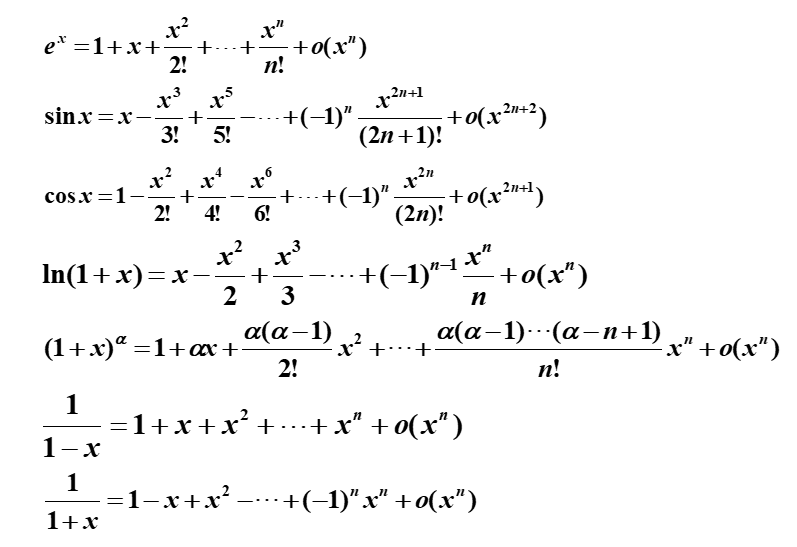 e^x = 1 + x + x^2/2! + ··· + x^n/n! + o(x^n)
sin x = x − x^3/3! + x^5/5! − ··· + (−1)^n x^(2n+1)/(2n+1)! + o(x^(2n+2))
cos x = 1 − x^2/2! + x^4/4! − x^6/6! + ··· + (−1)^n x^(2n)/(2n)! + o(x^(2n+1))
ln(1 + x) = x − x^2/2 + x^3/3 − ··· + (−1)^(n−1) x^n/n + o(x^n)
(1 + x)^α = 1 + αx + α(α−1)/2! x^2 + ··· + α(α−1)···(α−n+1)/n! x^n + o(x^n)
1/(1−x) = 1 + x + x^2 + ··· + x^n + o(x^n)
1/(1+x) = 1 − x + x^2 − ··· + (−1)^n x^n + o(x^n)